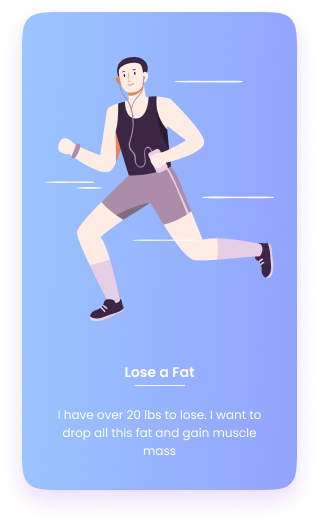 Lose a Fat
I have over 20 lbs to lose. I want to
drop all this fat and gain muscle
mass